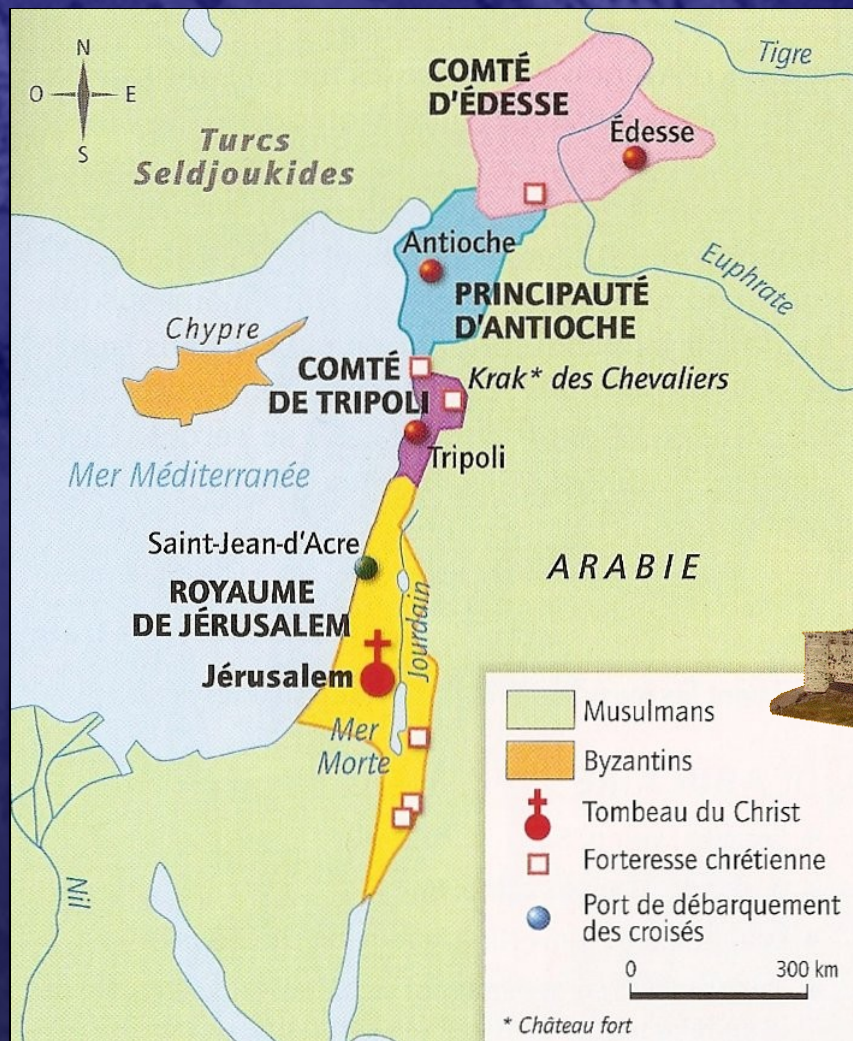 N
O
E
S
Tigre
COMTÉ
D'ÉDESSE
Édesse
Turcs
Seldjoukides
Antioche
Euphrate
PRINCIPAUTÉ
D'ANTIOCHE
Chypre
COMTÉ
DE TRIPOLI
Krak* des Chevaliers
Tripoli
Mer Méditerranée
Saint-Jean-d'Acre
ARABIE
ROYAUME
DE JÉRUSALEM
Jourdain
Jérusalem
Mer
Morte
Nil
Musulmans
Byzantins
Tombeau du Christ
Forteresse chrétienne
Port de débarquement
des croisés
0 300 km
* Château fort